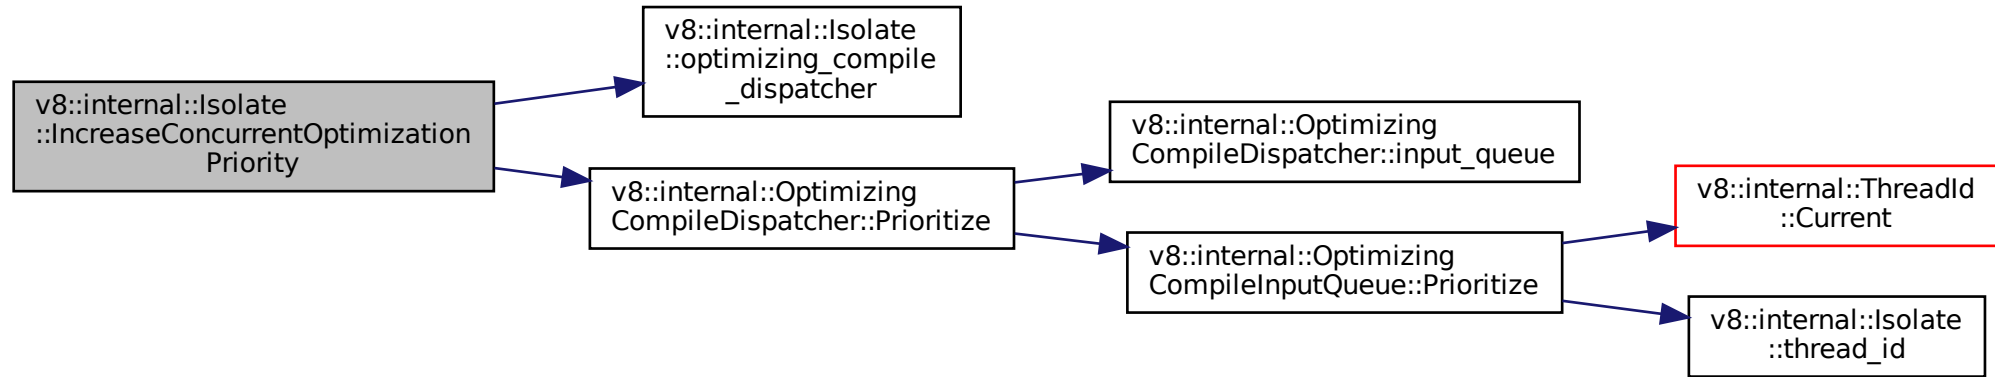 v8::internal::Isolate
::IncreaseConcurrentOptimization
Priority
v8::internal::Isolate
::optimizing_compile
_dispatcher
v8::internal::Optimizing
CompileDispatcher::Prioritize
v8::internal::Optimizing
CompileDispatcher::input_queue
v8::internal::Optimizing
CompileInputQueue::Prioritize
v8::internal::ThreadId
::Current
v8::internal::Isolate
::thread_id